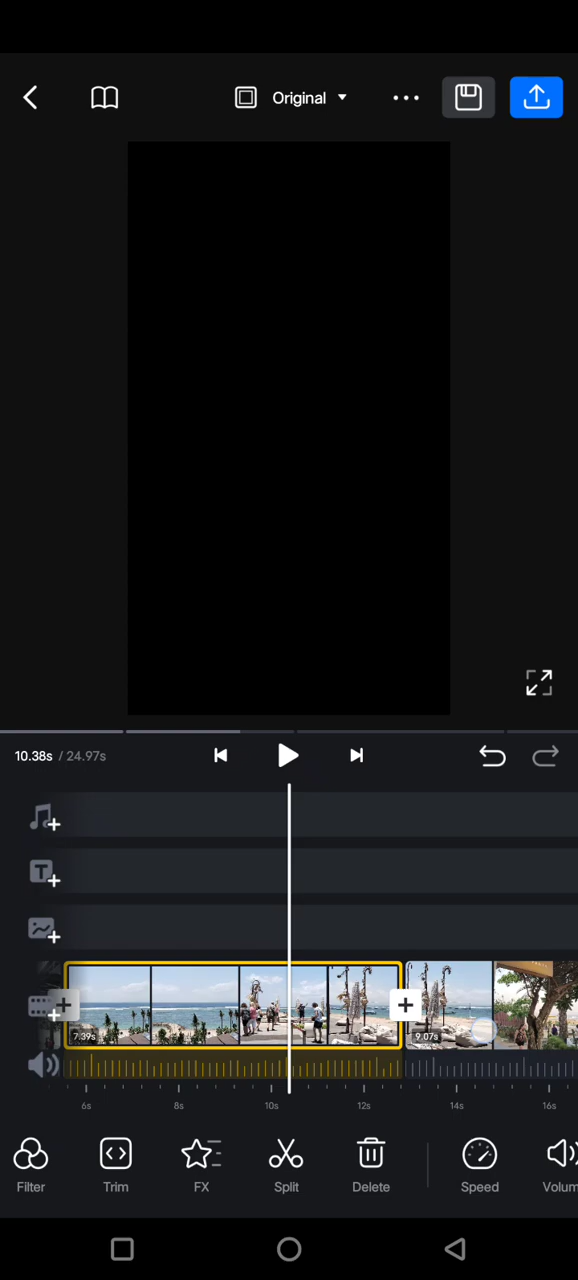 Original
10.38s / 24.97s
T
7.39s
9.07s
6s 8s 10s 12s 14s 16s
Filter Trim FX Split Delete Speed Volum